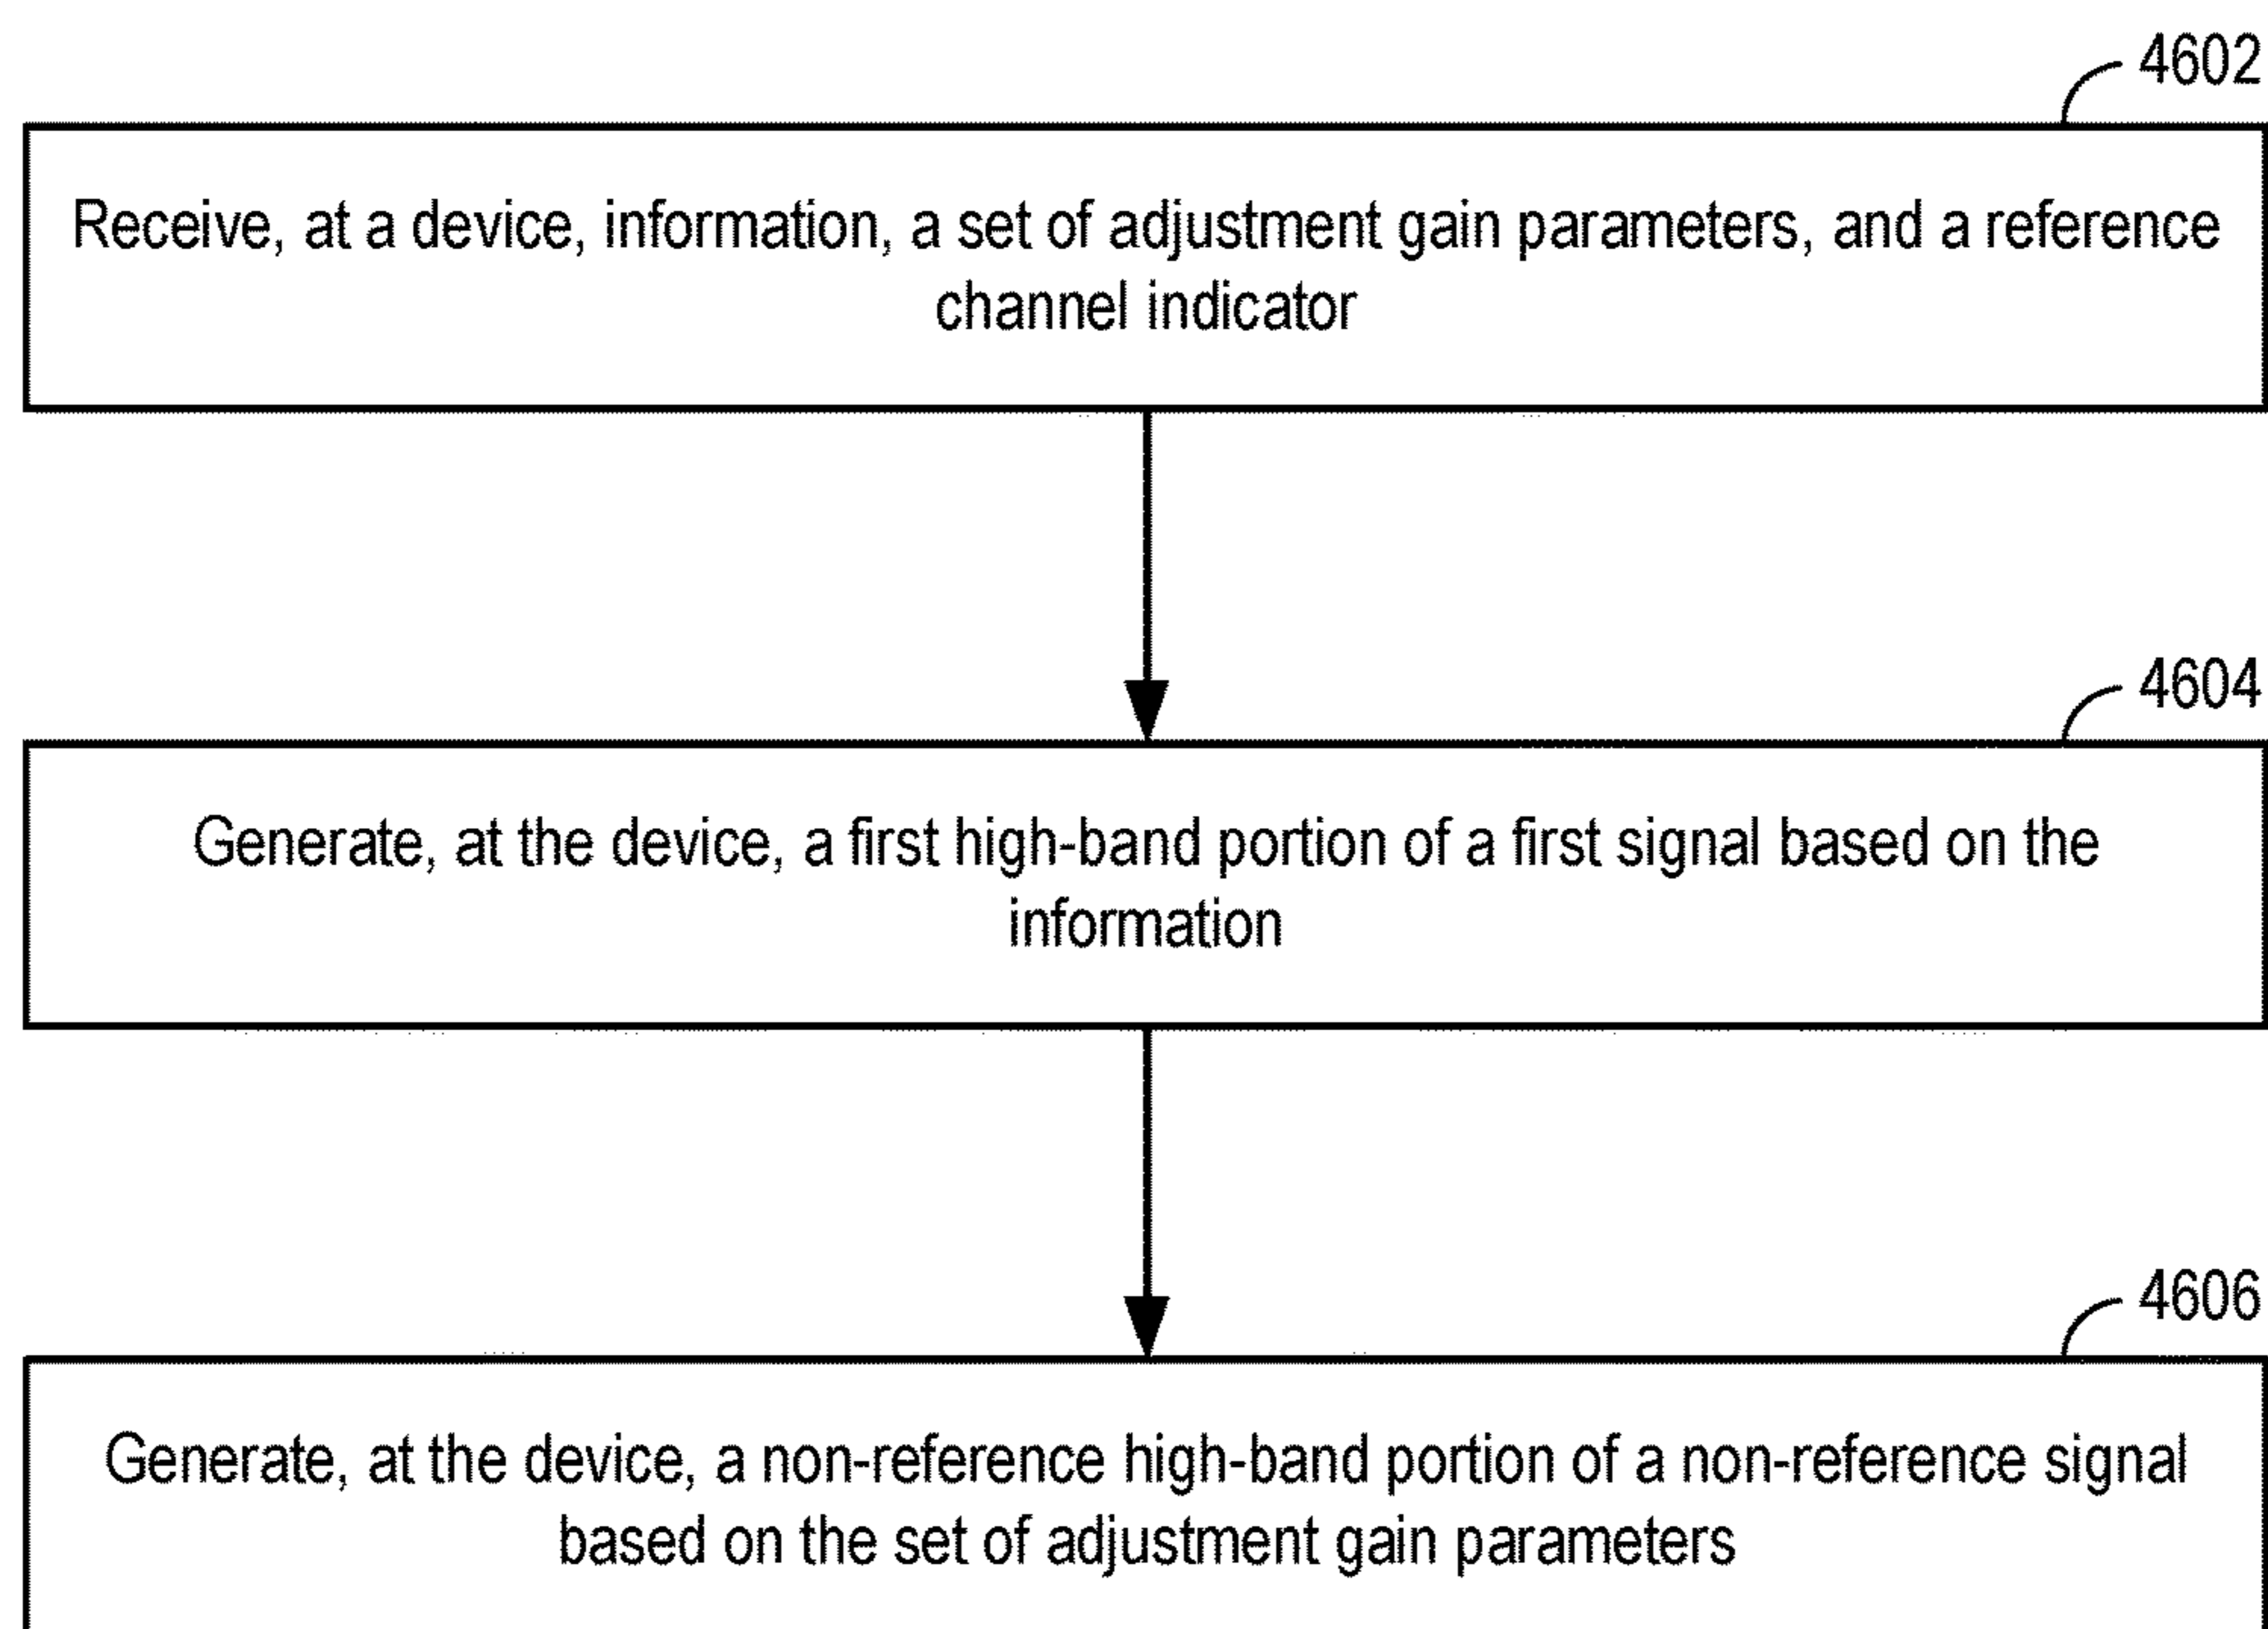 4602
Receive, at a device, information, a set of adjustment gain parameters, and a reference
channel indicator
4604
Generate, at the device, a first high-band portion of a first signal based on the
information
4606
Generate, at the device, a non-reference high-band portion of a non-reference signal
based on the set of adjustment gain parameters